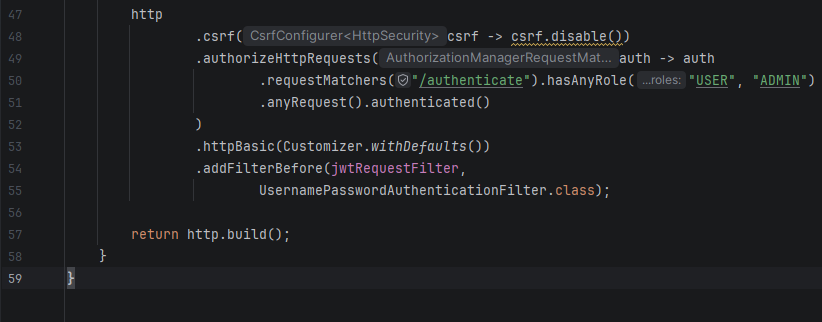 47 http
48 .csrf( CsrfConfigurer<HttpSecurity> csrf -> csrf.disable())
49 .authorizeHttpRequests( AuthorizationManagerRequestMat... auth -> auth
50 .requestMatchers("/authenticate").hasAnyRole( ...roles: "USER", "ADMIN")
51 .anyRequest().authenticated()
52 )
53 .httpBasic(Customizer.withDefaults())
54 .addFilterBefore(jwtRequestFilter,
55 UsernamePasswordAuthenticationFilter.class);
56
57 return http.build();
58 }
59 }